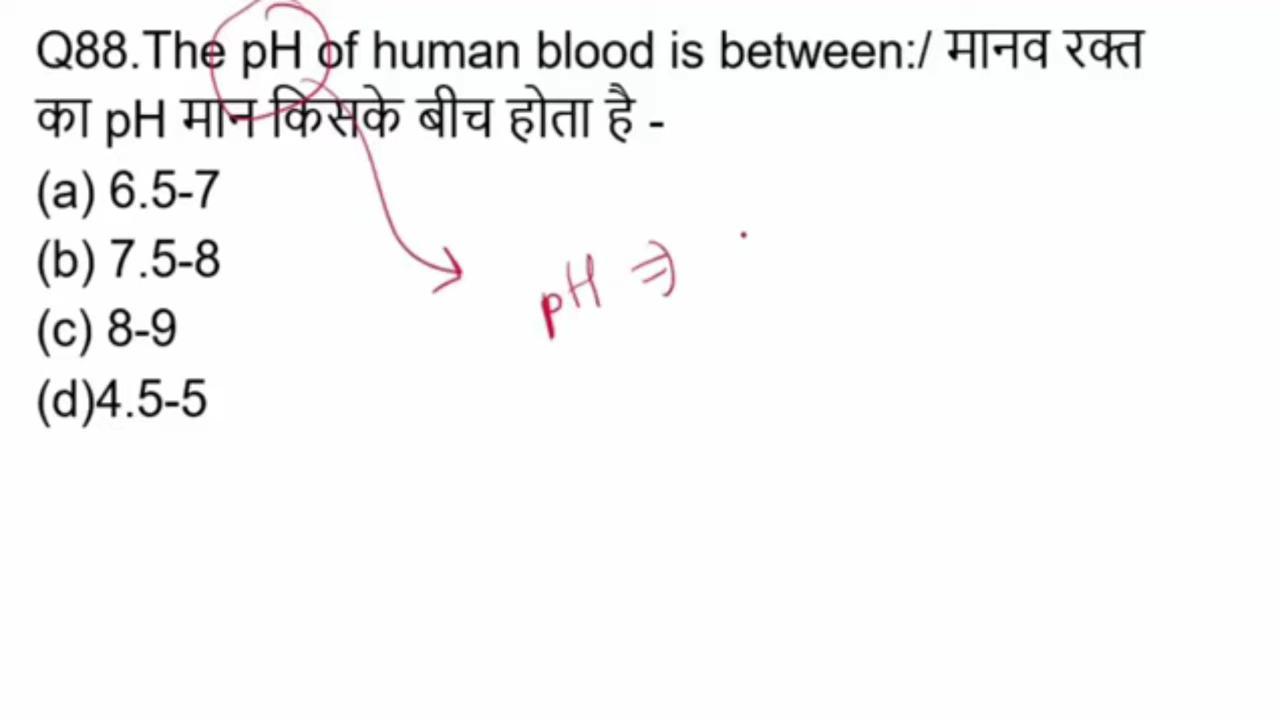 Q88.The pH of human blood is between:/ मानव रक्त
का pH मान किसके बीच होता है -
(a) 6.5-7
(b) 7.5-8
(c) 8-9
(d)4.5-5
pH ⇒